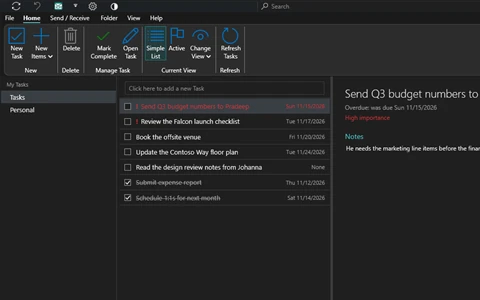 Search
File Home Send / Receive Folder View Help
New Task
New Items
Delete
Mark Complete
Open Task
Simple List
Active
Change View
Refresh Tasks
New Delete Manage Task Current View Refresh
My Tasks
Tasks
Personal
Click here to add a new Task
! Send Q3 budget numbers to Pradeep Sun 11/15/2026
! Review the Falcon launch checklist Tue 11/17/2026
Book the offsite venue Fri 11/20/2026
Update the Contoso Way floor plan Tue 11/24/2026
Read the design review notes from Johanna None
Submit expense report Thu 11/12/2026
Schedule 1:1s for next month Sat 11/14/2026
Send Q3 budget numbers to
Overdue: was due Sun 11/15/2026
High importance
Notes
He needs the marketing line items before the finan